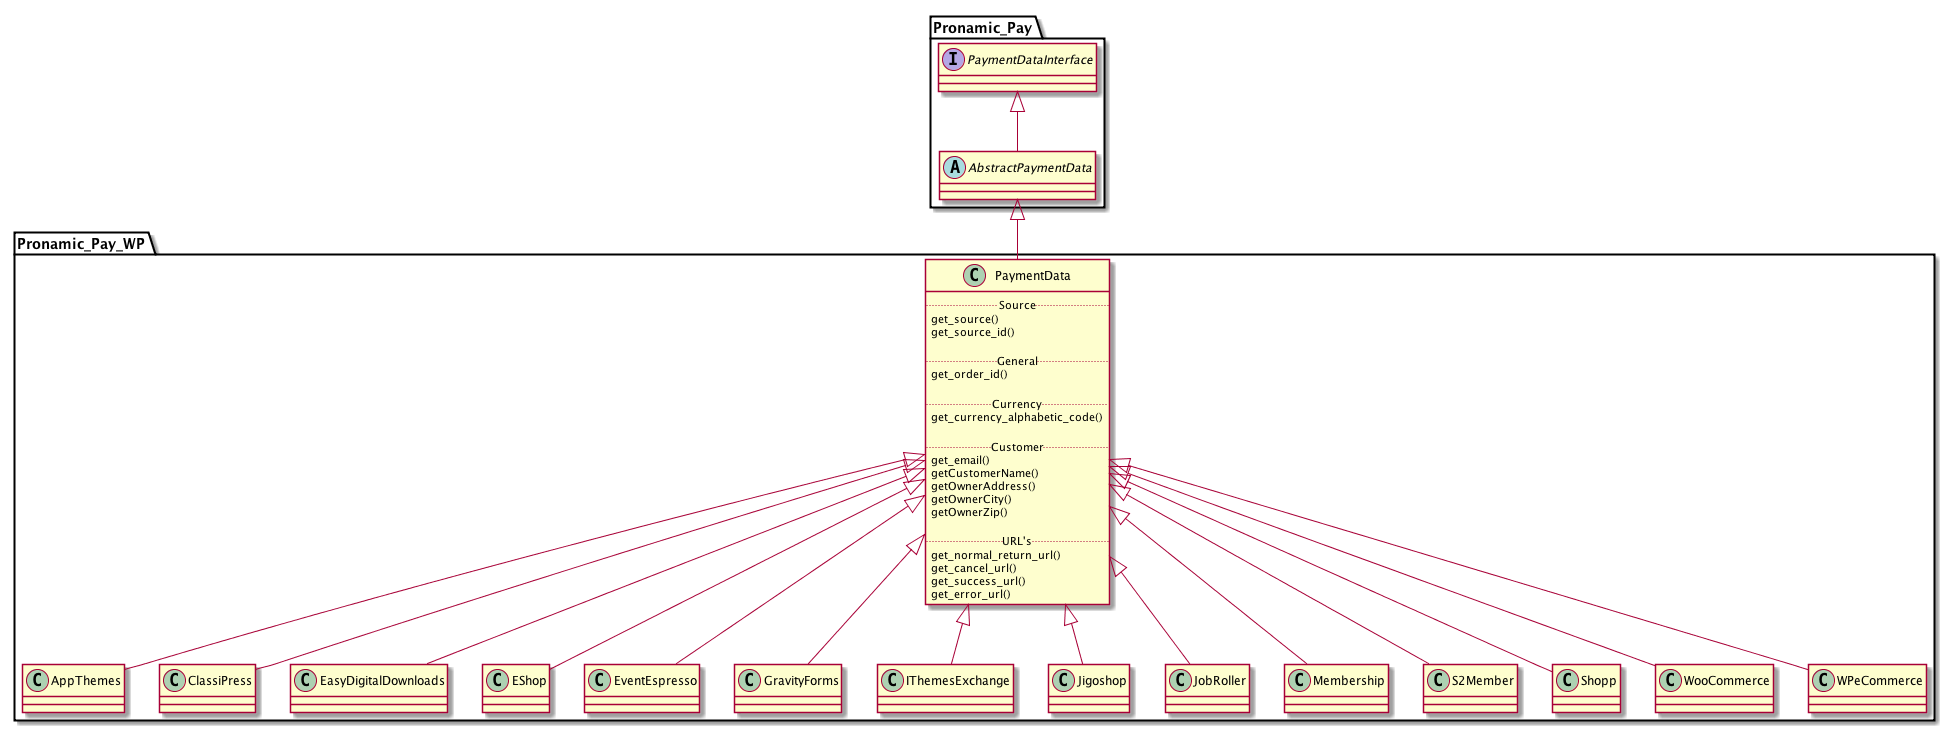 Pronamic_Pay
I PaymentDataInterface
A AbstractPaymentData
Pronamic_Pay_WP
C PaymentData
Source
get_source()
get_source_id()
General
get_order_id()
Currency
get_currency_alphabetic_code()
Customer
get_email()
getCustomerName()
getOwnerAddress()
getOwnerCity()
getOwnerZip()
URL's
get_normal_return_url()
get_cancel_url()
get_success_url()
get_error_url()
C AppThemes
C ClassiPress
C EasyDigitalDownloads
C EShop
C EventEspresso
C GravityForms
C IThemesExchange
C Jigoshop
C JobRoller
C Membership
C S2Member
C Shopp
C WooCommerce
C WPeCommerce